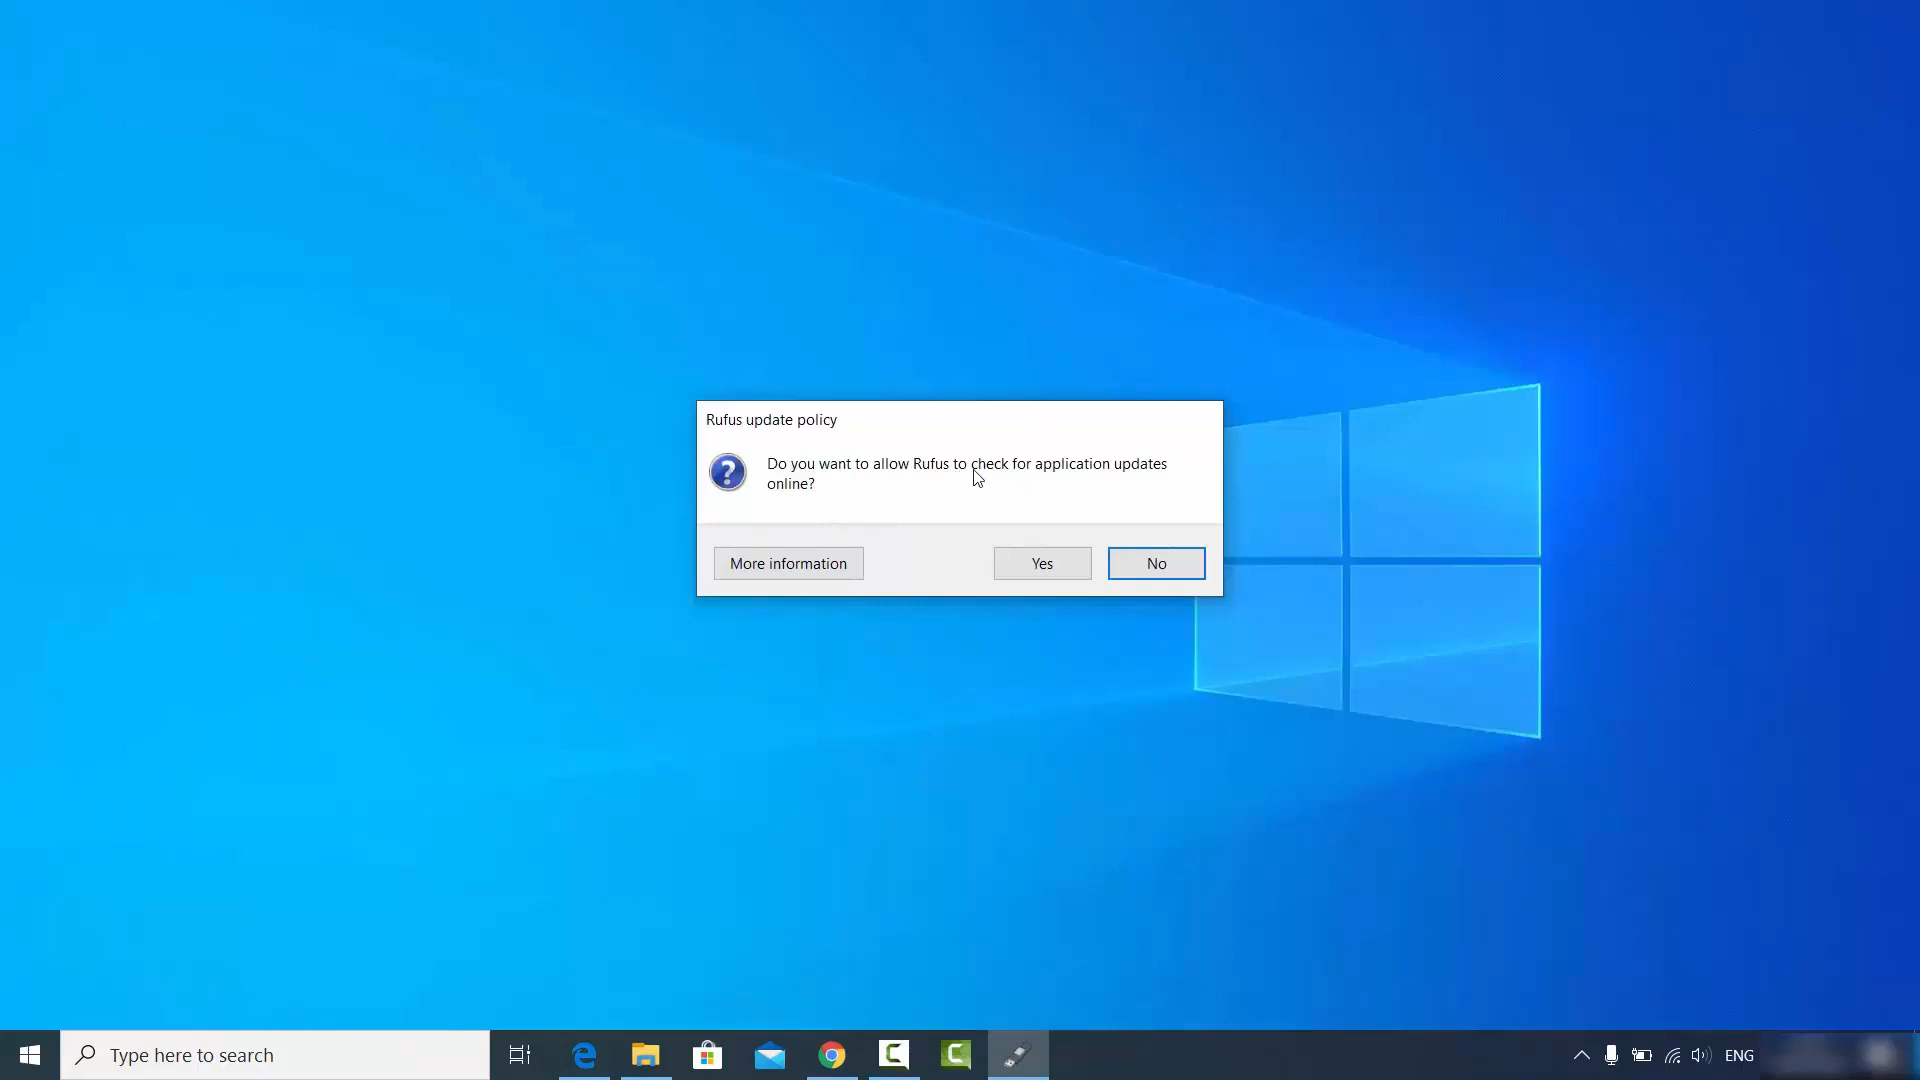 Rufus update policy
Do you want to allow Rufus to check for application updates
online?
More information
Yes
No
Type here to search
ENG